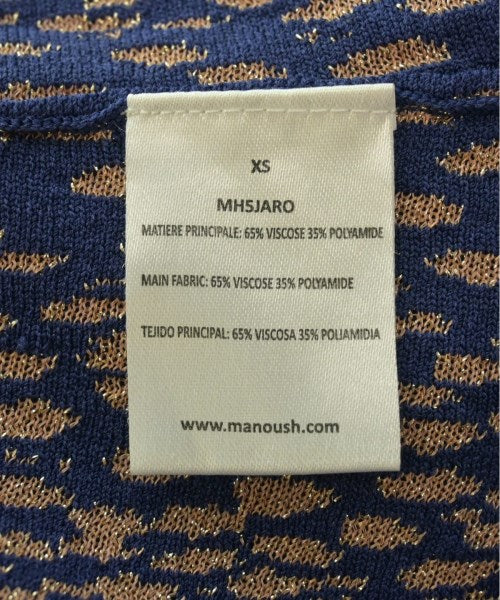 XS
MH5JARO
MATIERE PRINCIPALE: 65% VISCOSE 35% POLYAMIDE
MAIN FABRIC: 65% VISCOSE 35% POLYAMIDE
TEJIDO PRINCIPAL: 65% VISCOSA 35% POLIAMIDIA
www.manoush.com